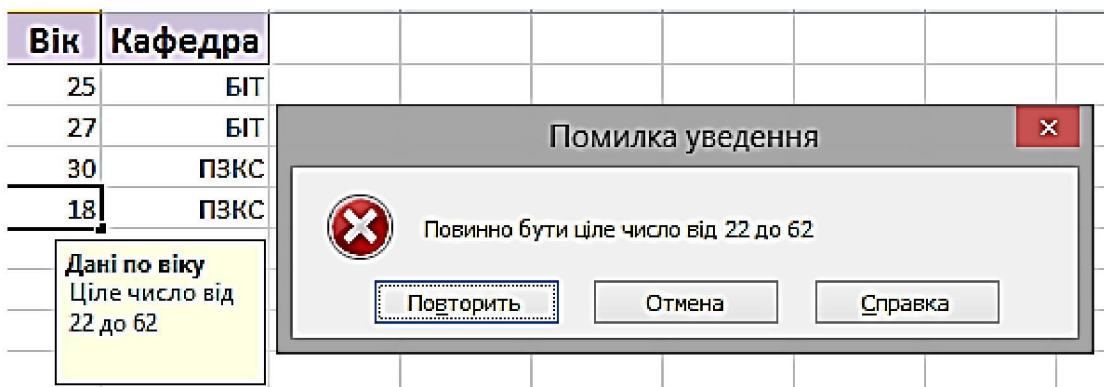 Вік Кафедра
25 БІТ
27 БІТ
30 ПЗКС
18 ПЗКС
Дані по віку
Ціле число від
22 до 62
Помилка уведення
Повинно бути ціле число від 22 до 62
Повторить Отмена Справка